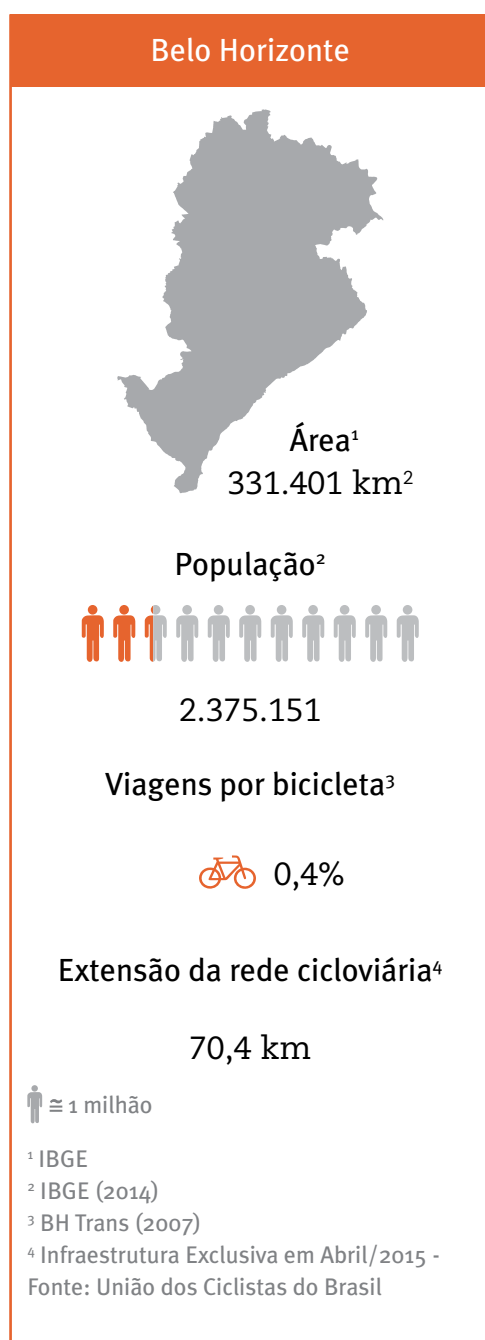 Belo Horizonte
Área¹
331.401 km²
População²
2.375.151
Viagens por bicicleta³
0,4%
Extensão da rede cicloviária⁴
70,4 km
≅ 1 milhão
¹ IBGE
² IBGE (2014)
³ BH Trans (2007)
⁴ Infraestrutura Exclusiva em Abril/2015 -
Fonte: União dos Ciclistas do Brasil